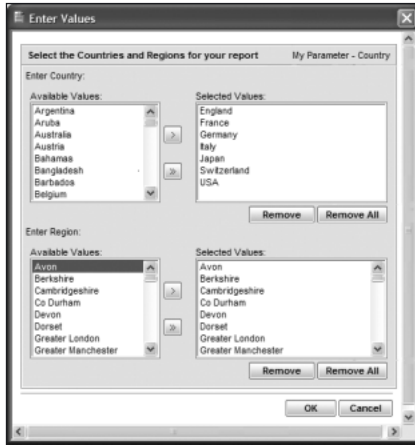 Enter Values
Select the Countries and Regions for your report My Parameter - Country
Enter Country:
Available Values: Selected Values:
Argentina England
Aruba France
Australia Germany
Austria Italy
Bahamas Japan
Bangladesh Switzerland
Barbados USA
Belgium
> 
»
Remove Remove All
Enter Region:
Available Values: Selected Values:
Avon Avon
Berkshire Berkshire
Cambridgeshire Cambridgeshire
Co Durham Co Durham
Devon Devon
Dorset Dorset
Greater London Greater London
Greater Manchester Greater Manchester
>
»
Remove Remove All
OK Cancel